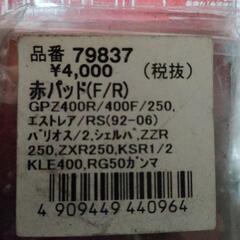 品番 79837
¥4,000 (税抜)
赤パッド(F/R)
GPZ400R/400F/250,
エストレア/RS(92-06)
バリオス/2,シェルパ,ZZR
250,ZXR250,KSR1/2
KLE400,RG50ガンマ
4 909449 440964